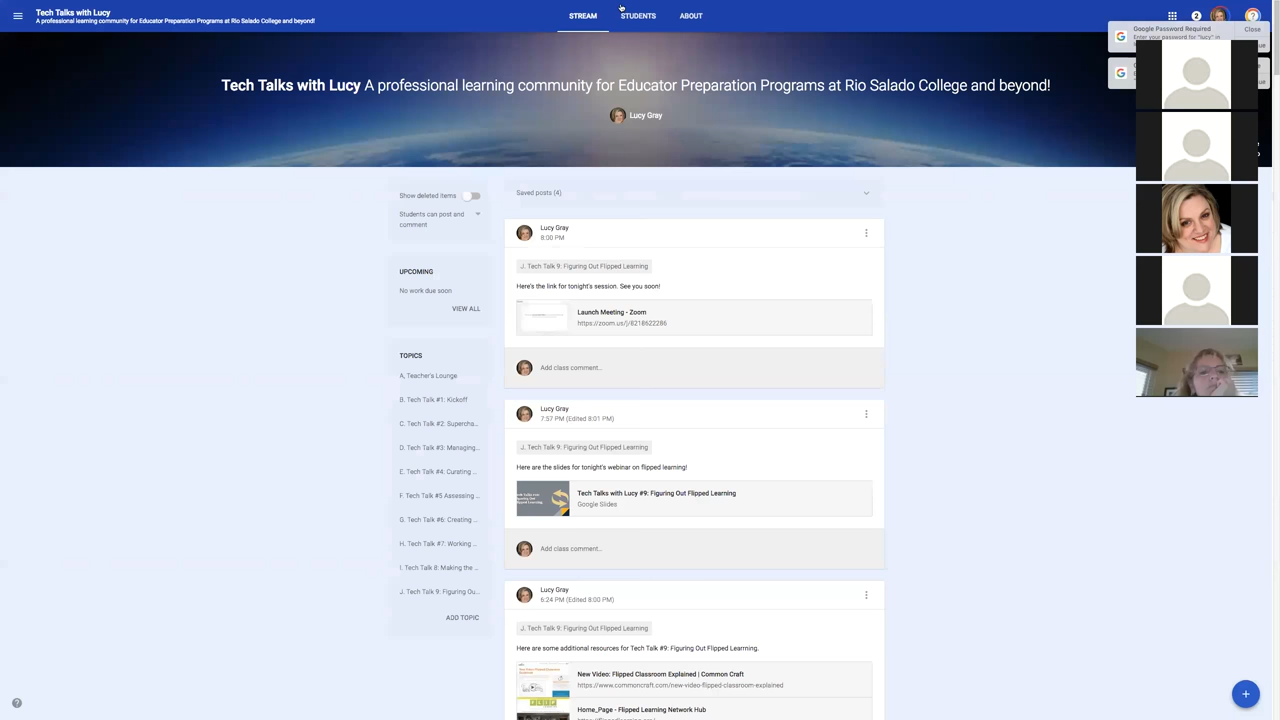 Tech Talks with Lucy
A professional learning community for Educator Preparation Programs at Rio Salado College and beyond!
STREAM STUDENTS ABOUT
2
Google Password Required
Enter your password for "lucy" in
Close
Tech Talks with Lucy A professional learning community for Educator Preparation Programs at Rio Salado College and beyond!
Lucy Gray
Show deleted items
Students can post and
comment
UPCOMING
No work due soon
VIEW ALL
TOPICS
A, Teacher's Lounge
B. Tech Talk #1: Kickoff
C. Tech Talk #2: Supercha...
D. Tech Talk #3: Managing...
E. Tech Talk #4: Curating ...
F. Tech Talk #5 Assessing ...
G. Tech Talk #6: Creating ...
H. Tech Talk #7: Working ...
I. Tech Talk 8: Making the ...
J. Tech Talk 9: Figuring Ou...
ADD TOPIC
Saved posts (4)
Lucy Gray
8:00 PM
J. Tech Talk 9: Figuring Out Flipped Learning
Here's the link for tonight's session. See you soon!
Launch Meeting - Zoom
https://zoom.us/j/8218622286
Add class comment...
Lucy Gray
7:57 PM (Edited 8:01 PM)
J. Tech Talk 9: Figuring Out Flipped Learning
Here are the slides for tonight's webinar on flipped learning!
Tech Talks with Lucy #9: Figuring Out Flipped Learning
Google Slides
Add class comment...
Lucy Gray
6:24 PM (Edited 8:00 PM)
J. Tech Talk 9: Figuring Out Flipped Learning
Here are some additional resources for Tech Talk #9: Figuring Out Flipped Learrning.
New Video: Flipped Classroom Explained | Common Craft
https://www.commoncraft.com/new-video-flipped-classroom-explained
Home_Page - Flipped Learning Network Hub